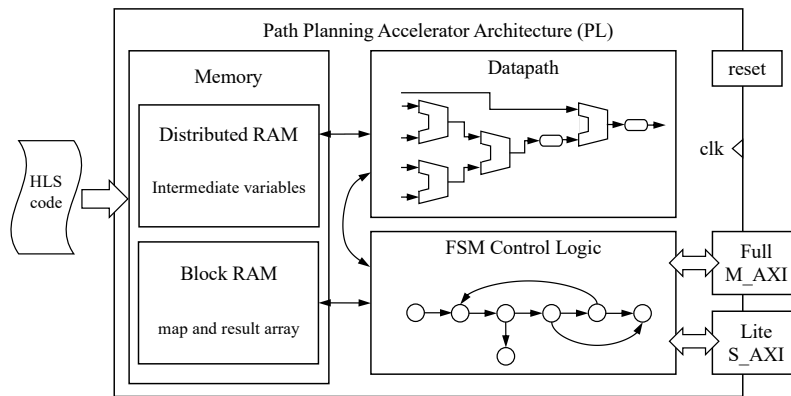 Path Planning Accelerator Architecture (PL)
Memory
Distributed RAM
Intermediate variables
Block RAM
map and result array
HLS
code
Datapath
FSM Control Logic
reset
clk
Full
M_AXI
Lite
S_AXI